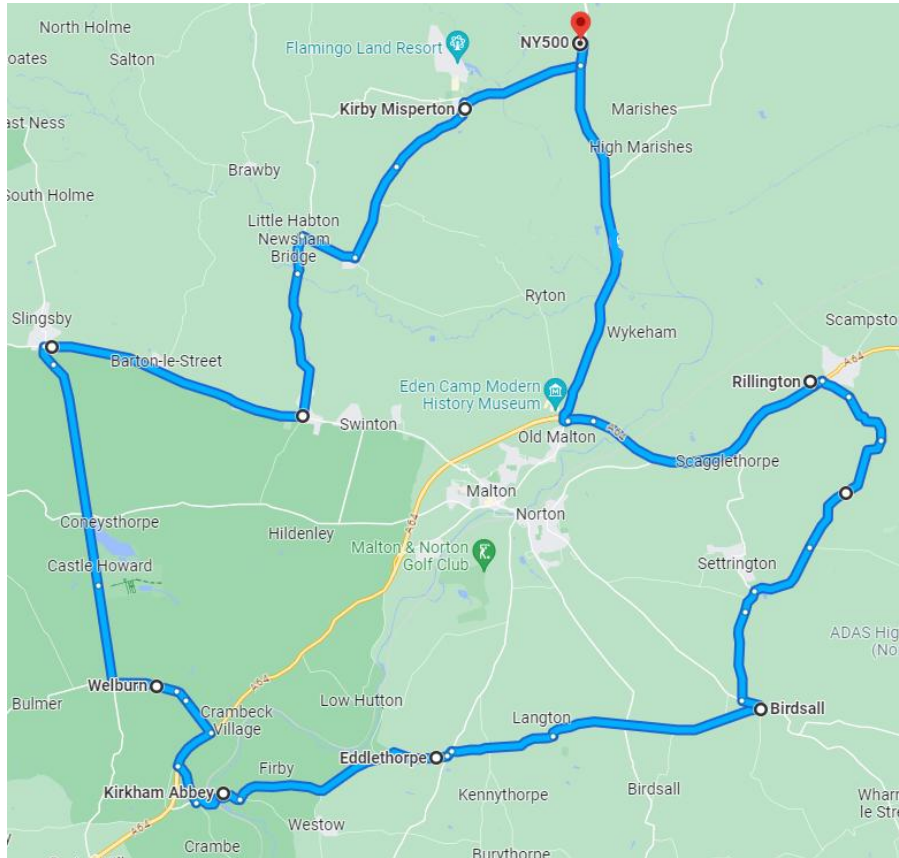 North Holme
NY500
Flamingo Land Resort
oates
Salton
Kirby Misperton
Marishes
ast Ness
High Marishes
Brawby
South Holme
Little Habton
Newsham
Bridge
Ryton
Slingsby
Wykeham
Scampsto
Barton-le-Street
A64
Rillington
Eden Camp Modern
History Museum
Swinton
Old Malton
A64
Scagglethorpe
Malton
Norton
A64
Coneysthorpe
Hildenley
Malton & Norton
Golf Club
Castle Howard
Settrington
ADAS Hig
(No
A64
Welburn
Bulmer
Low Hutton
Crambeck
Village
Langton
Birdsall
Eddlethorpe
Firby
Kirkham Abbey
Kennythorpe
Birdsall
Wharr
le Stre
Westow
A64
Crambe
Burythorpe